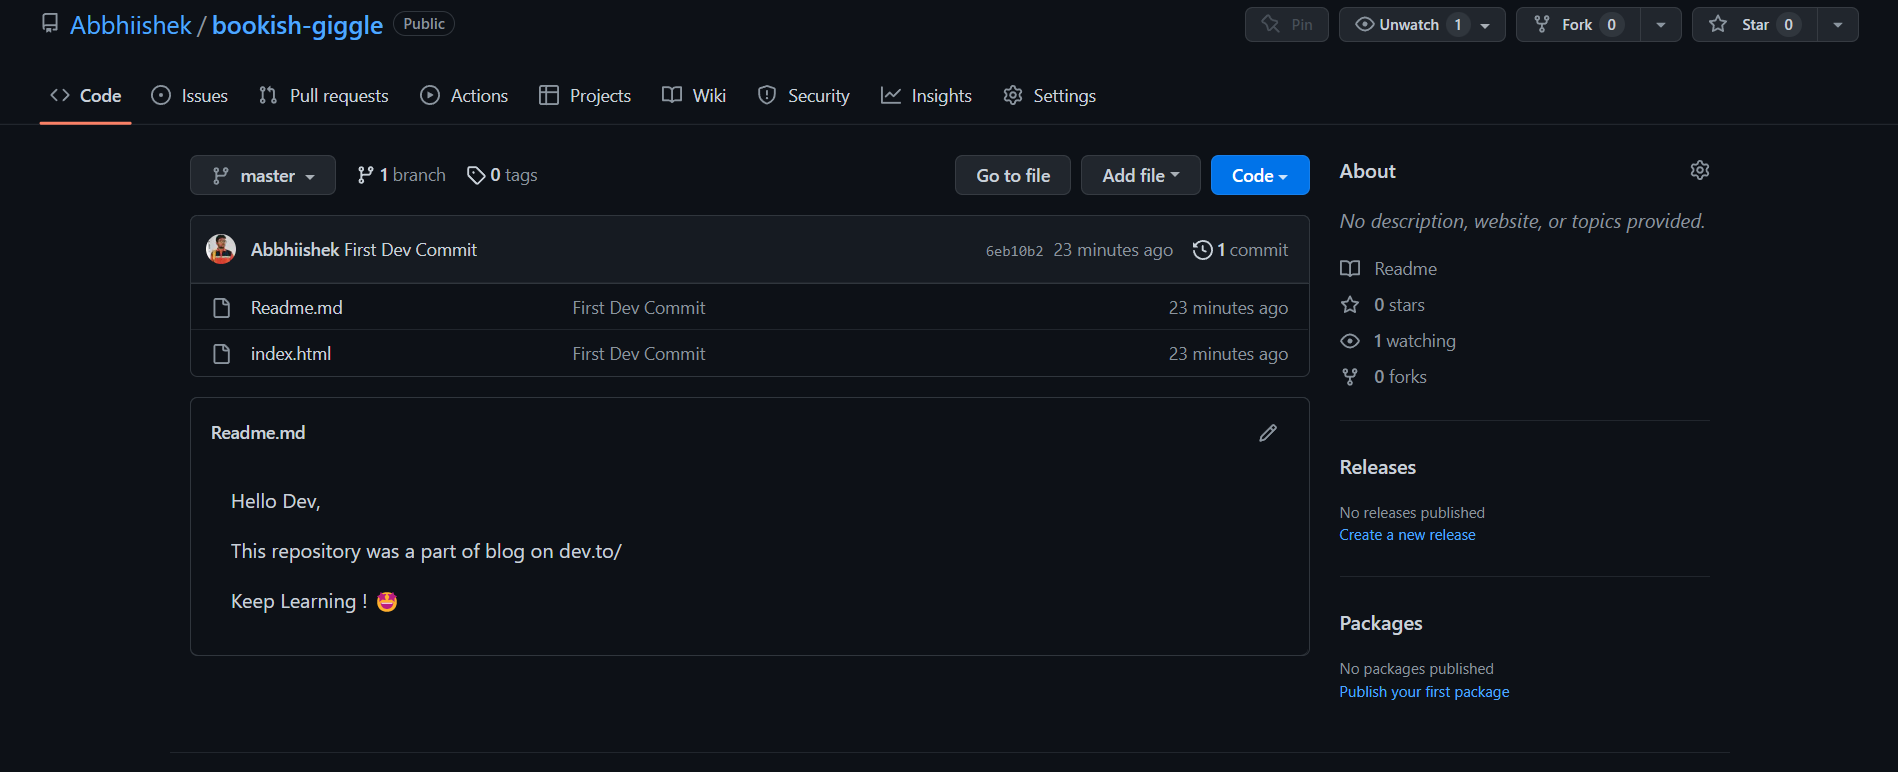 Abbhiishek / bookish-giggle Public Pin Unwatch 1 Fork 0 Star 0
Code Issues Pull requests Actions Projects Wiki Security Insights Settings
master 1 branch 0 tags Go to file Add file Code
Abbhiishek First Dev Commit 6eb10b2 23 minutes ago 1 commit
Readme.md First Dev Commit 23 minutes ago
index.html First Dev Commit 23 minutes ago
Readme.md
Hello Dev,
This repository was a part of blog on dev.to/
Keep Learning ! 🤩
About
No description, website, or topics provided.
Readme
0 stars
1 watching
0 forks
Releases
No releases published
Create a new release
Packages
No packages published
Publish your first package